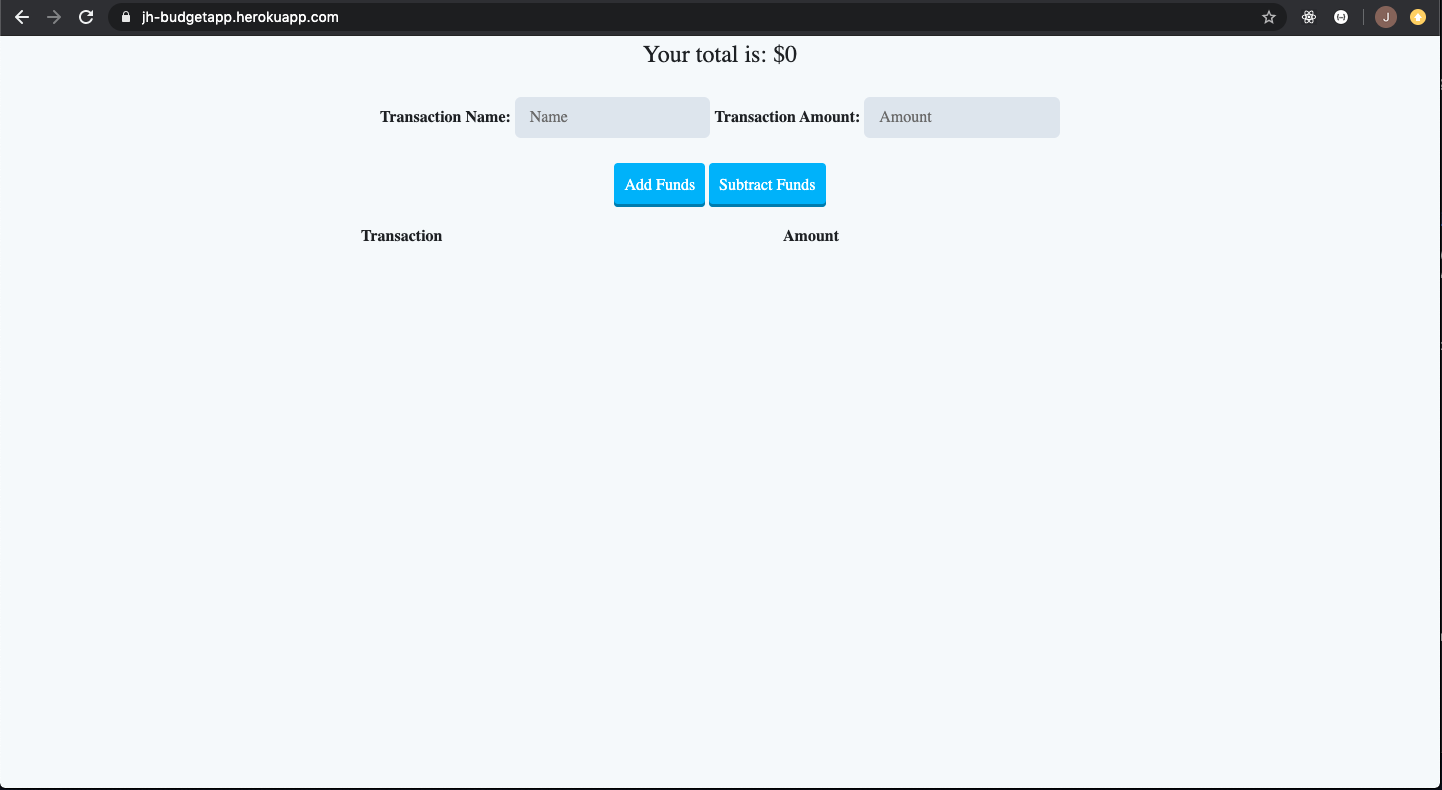 jh-budgetapp.herokuapp.com
J
Your total is: $0
Transaction Name: Name Transaction Amount: Amount
Add Funds Subtract Funds
Transaction Amount